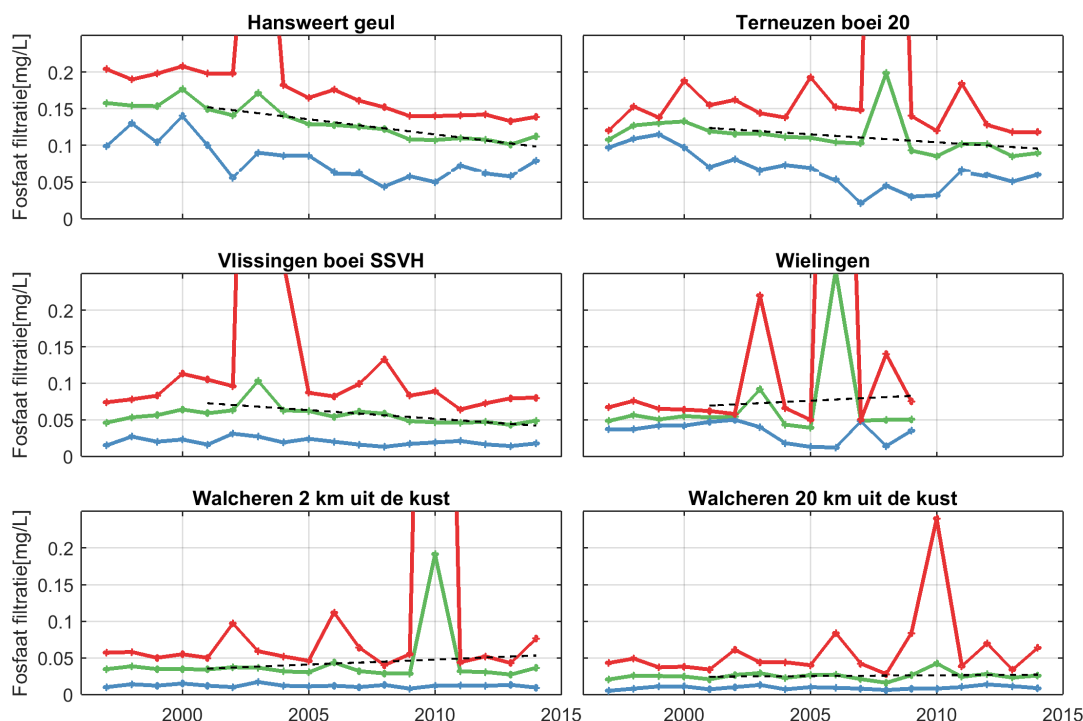 Hansweert geul
Terneuzen boei 20
Fosfaat filtratie[mg/L]
0.2
0.15
0.1
0.05
0
Vlissingen boei SSVH
Wielingen
Fosfaat filtratie[mg/L]
0.2
0.15
0.1
0.05
0
Walcheren 2 km uit de kust
Walcheren 20 km uit de kust
Fosfaat filtratie[mg/L]
0.2
0.15
0.1
0.05
0
2000 2005 2010 2015
2000 2005 2010 2015